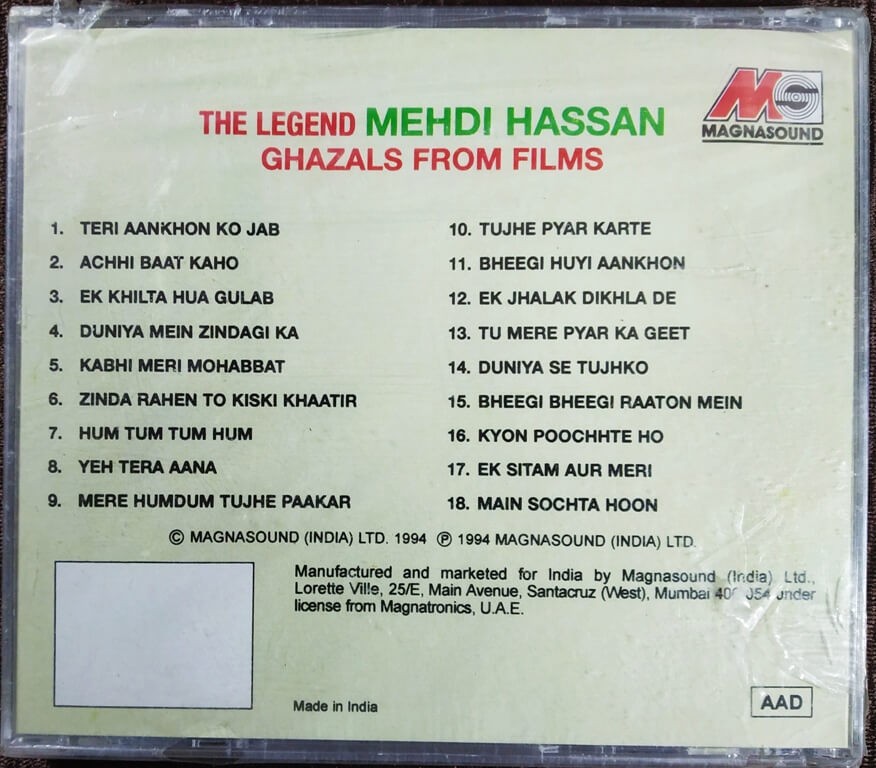 MG
MAGNASOUND
THE LEGEND MEHDI HASSAN
GHAZALS FROM FILMS
1. TERI AANKHON KO JAB
2. ACHHI BAAT KAHO
3. EK KHILTA HUA GULAB
4. DUNIYA MEIN ZINDAGI KA
5. KABHI MERI MOHABBAT
6. ZINDA RAHEN TO KISKI KHAATIR
7. HUM TUM TUM HUM
8. YEH TERA AANA
9. MERE HUMDUM TUJHE PAAKAR
10. TUJHE PYAR KARTE
11. BHEEGI HUYI AANKHON
12. EK JHALAK DIKHLA DE
13. TU MERE PYAR KA GEET
14. DUNIYA SE TUJHKO
15. BHEEGI BHEEGI RAATON MEIN
16. KYON POOCHHTE HO
17. EK SITAM AUR MERI
18. MAIN SOCHTA HOON
© MAGNASOUND (INDIA) LTD. 1994 ℗ 1994 MAGNASOUND (INDIA) LTD.
Manufactured and marketed for India by Magnasound (India) Ltd.,
Lorette Ville, 25/E, Main Avenue, Santacruz (West), Mumbai 054 under
license from Magnatronics, U.A.E.
Made in India
AAD